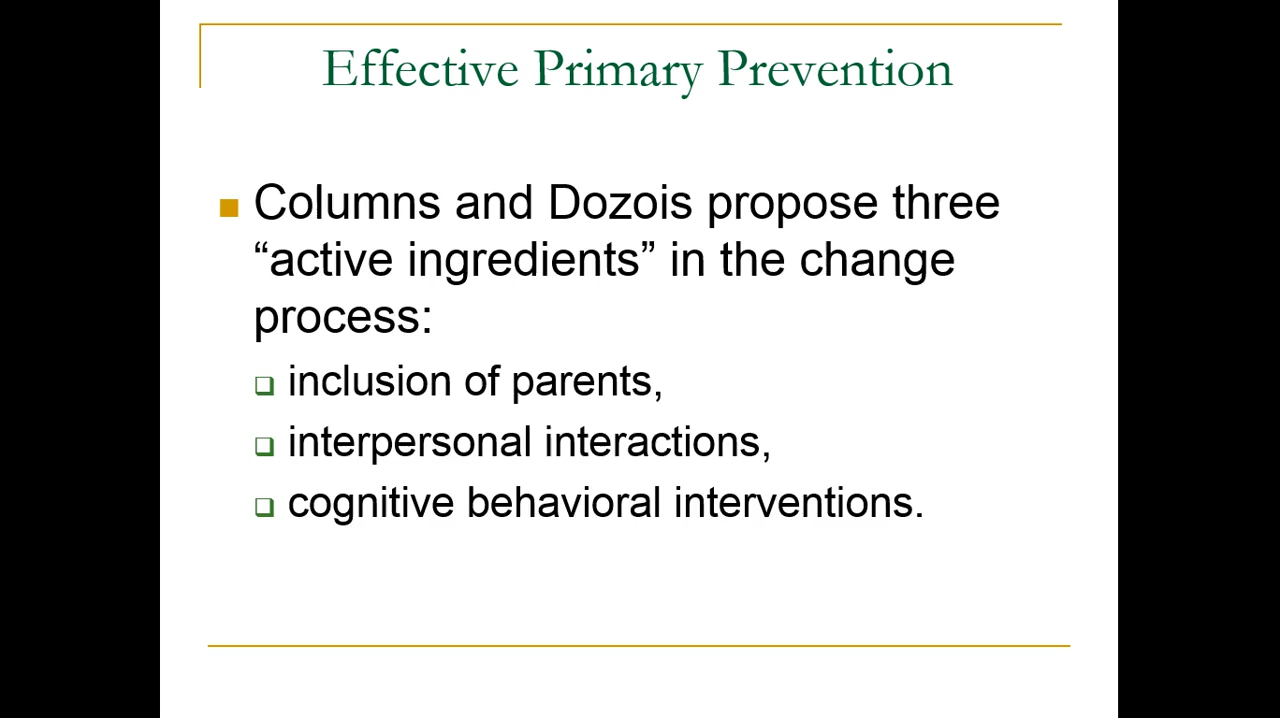 Effective Primary Prevention
Columns and Dozois propose three
“active ingredients” in the change
process:
inclusion of parents,
interpersonal interactions,
cognitive behavioral interventions.